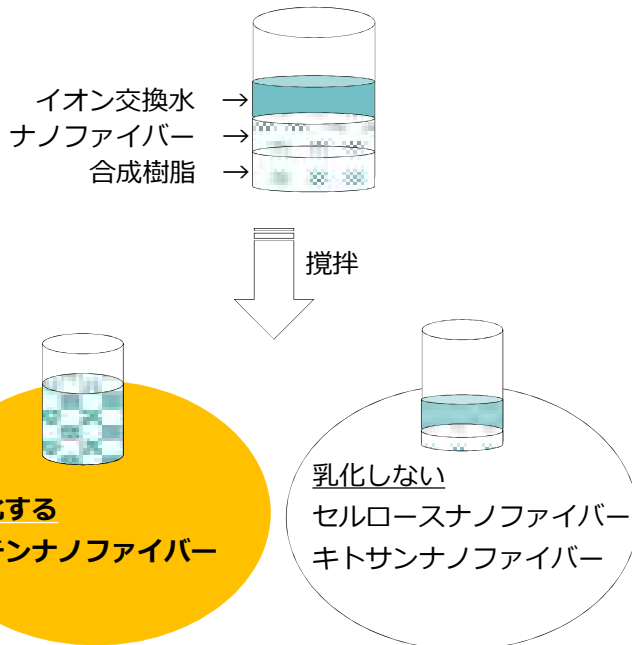 イオン交換水 →
ナノファイバー →
合成樹脂 →
撹拌
化する
チンナノファイバー
乳化しない
セルロースナノファイバー
キトサンナノファイバー